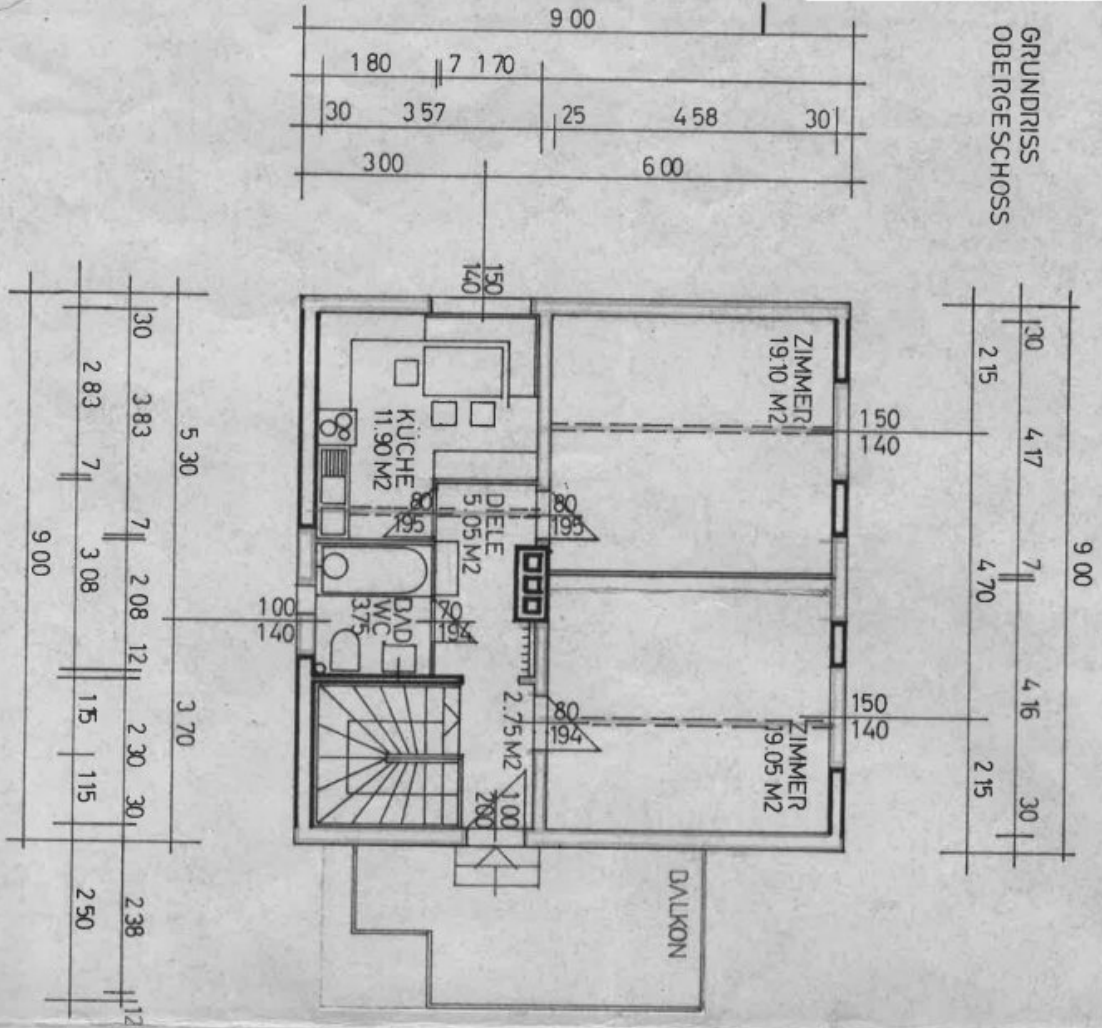 GRUNDRISS
OBERGESCHOSS
9 00
1 80 7 1 70
30 3 57 25 4 58 30
3 00 6 00
150
140
ZIMMER
19.10 M2
150
140
KÜCHE
11.90 M2
DIELE
5.05 M2
80
195
80
195
BAD
WC
3.75
70
194
100
140
2.75 M2
80
194
ZIMMER
19.05 M2
150
140
100
200
BALKON
30 3 83 7 2 08 12 2 30 30 2 38 12
2 83 7 3 08 1 15 1 15 2 50
5 30 3 70
9 00
2 15 4 70 2 15
30 4 17 7 4 16 30
9 00